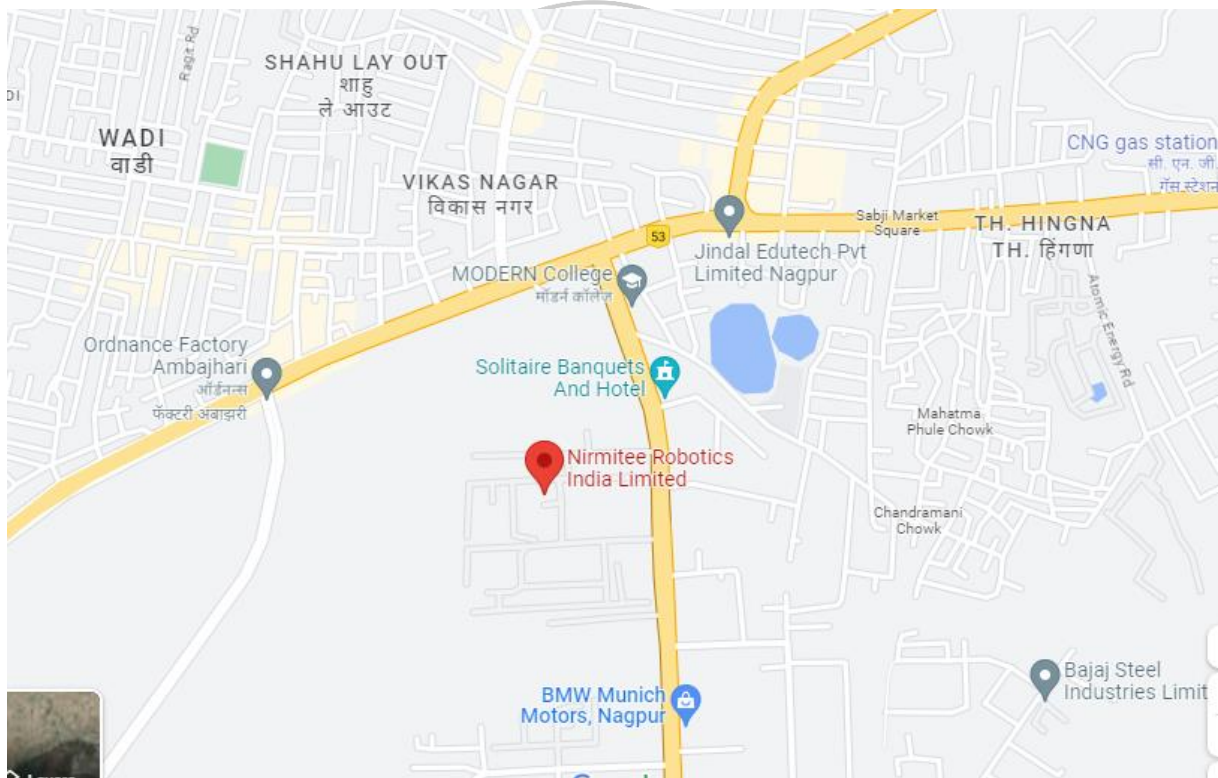 Ragat Rd
SHAHU LAY OUT
शाहु
ले आउट
WADI
वाडी
VIKAS NAGAR
विकास नगर
CNG gas station
सी. एन. जी.
गॅस स्टेशन
Sabji Market
Square
TH. HINGNA
TH. हिंगणा
53
Jindal Edutech Pvt
Limited Nagpur
MODERN College
मॉडर्न कॉलेज
Atomic Energy Rd
Ordnance Factory
Ambajhari
ऑर्डनन्स
फॅक्टरी अंबाझरी
Solitaire Banquets
And Hotel
Mahatma
Phule Chowk
Nirmitee Robotics
India Limited
Chandramani
Chowk
BMW Munich
Motors, Nagpur
Bajaj Steel
Industries Limit